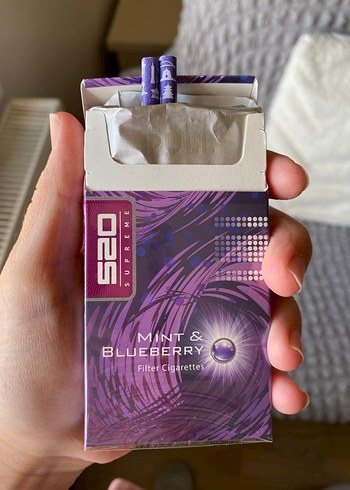 520
SUPREME
MINT &
BLUEBERRY
Filter Cigarettes